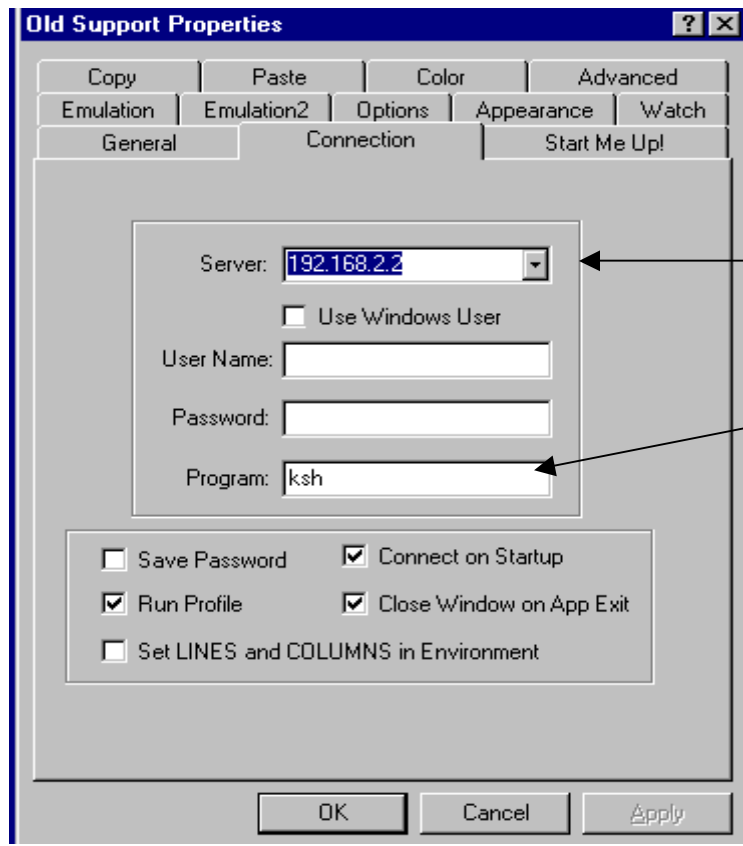 Old Support Properties
Copy Paste Color Advanced
Emulation Emulation2 Options Appearance Watch
General Connection Start Me Up!
Server: 192.168.2.2
Use Windows User
User Name:
Password:
Program: ksh
Save Password Connect on Startup
Run Profile Close Window on App Exit
Set LINES and COLUMNS in Environment
OK Cancel Apply